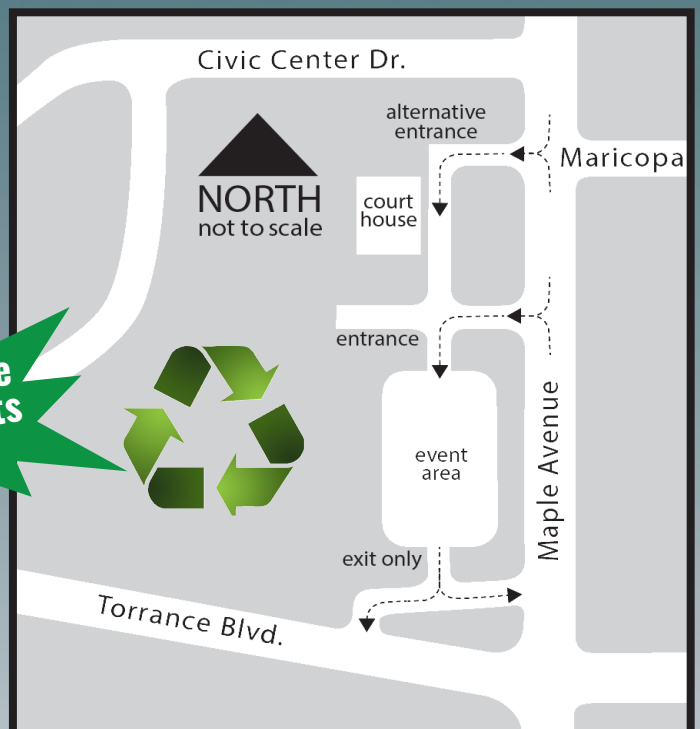 Civic Center Dr.
alternative
entrance
Maricopa
NORTH
not to scale
court
house
entrance
event
area
Maple Avenue
exit only
Torrance Blvd.